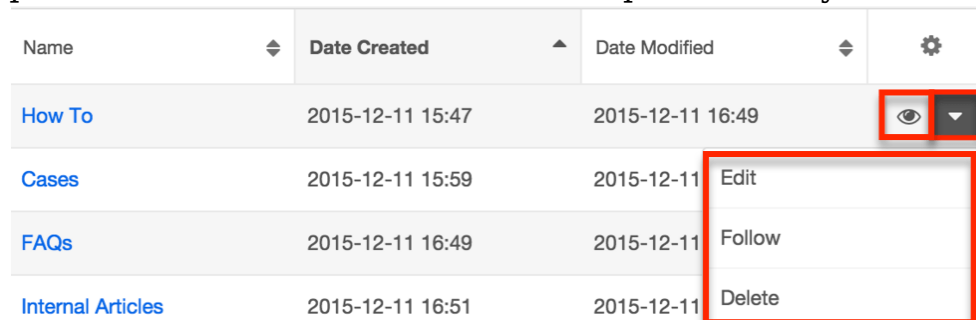 Name Date Created Date Modified
How To 2015-12-11 15:47 2015-12-11 16:49
Cases 2015-12-11 15:59 2015-12-11 Edit
FAQs 2015-12-11 16:49 2015-12-11 Follow
Internal Articles 2015-12-11 16:51 2015-12-11 Delete